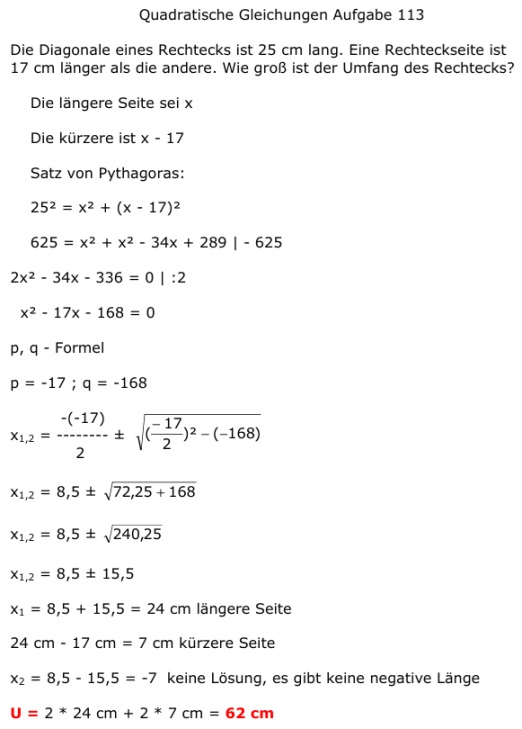 Quadratische Gleichungen Aufgabe 113
Die Diagonale eines Rechtecks ist 25 cm lang. Eine Rechteckseite ist
17 cm länger als die andere. Wie groß ist der Umfang des Rechtecks?
Die längere Seite sei x
Die kürzere ist x - 17
Satz von Pythagoras:
25² = x² + (x - 17)²
625 = x² + x² - 34x + 289 | - 625
2x² - 34x - 336 = 0 | :2
x² - 17x - 168 = 0
p, q - Formel
p = -17 ; q = -168
x₁,₂ = -(-17) / 2 ± √((−17/2)² − (−168))
x₁,₂ = 8,5 ± √(72,25 + 168)
x₁,₂ = 8,5 ± √240,25
x₁,₂ = 8,5 ± 15,5
x₁ = 8,5 + 15,5 = 24 cm längere Seite
24 cm - 17 cm = 7 cm kürzere Seite
x₂ = 8,5 - 15,5 = -7 keine Lösung, es gibt keine negative Länge
U = 2 * 24 cm + 2 * 7 cm = 62 cm